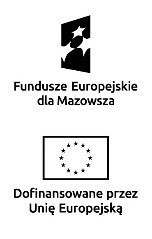 Fundusze Europejskie
dla Mazowsza
Dofinansowane przez
Unię Europejską